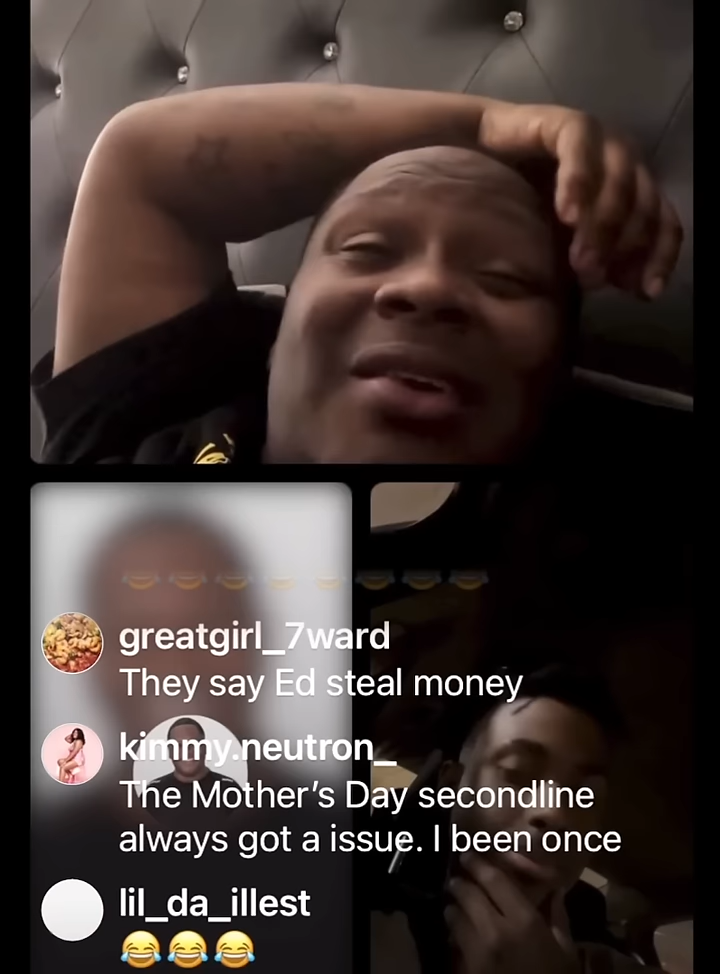 😂😂😂😂😂😂😂😂
greatgirl_7ward
They say Ed steal money
kimmy.neutron_
The Mother’s Day secondline
always got a issue. I been once
lil_da_illest
😂😂😂